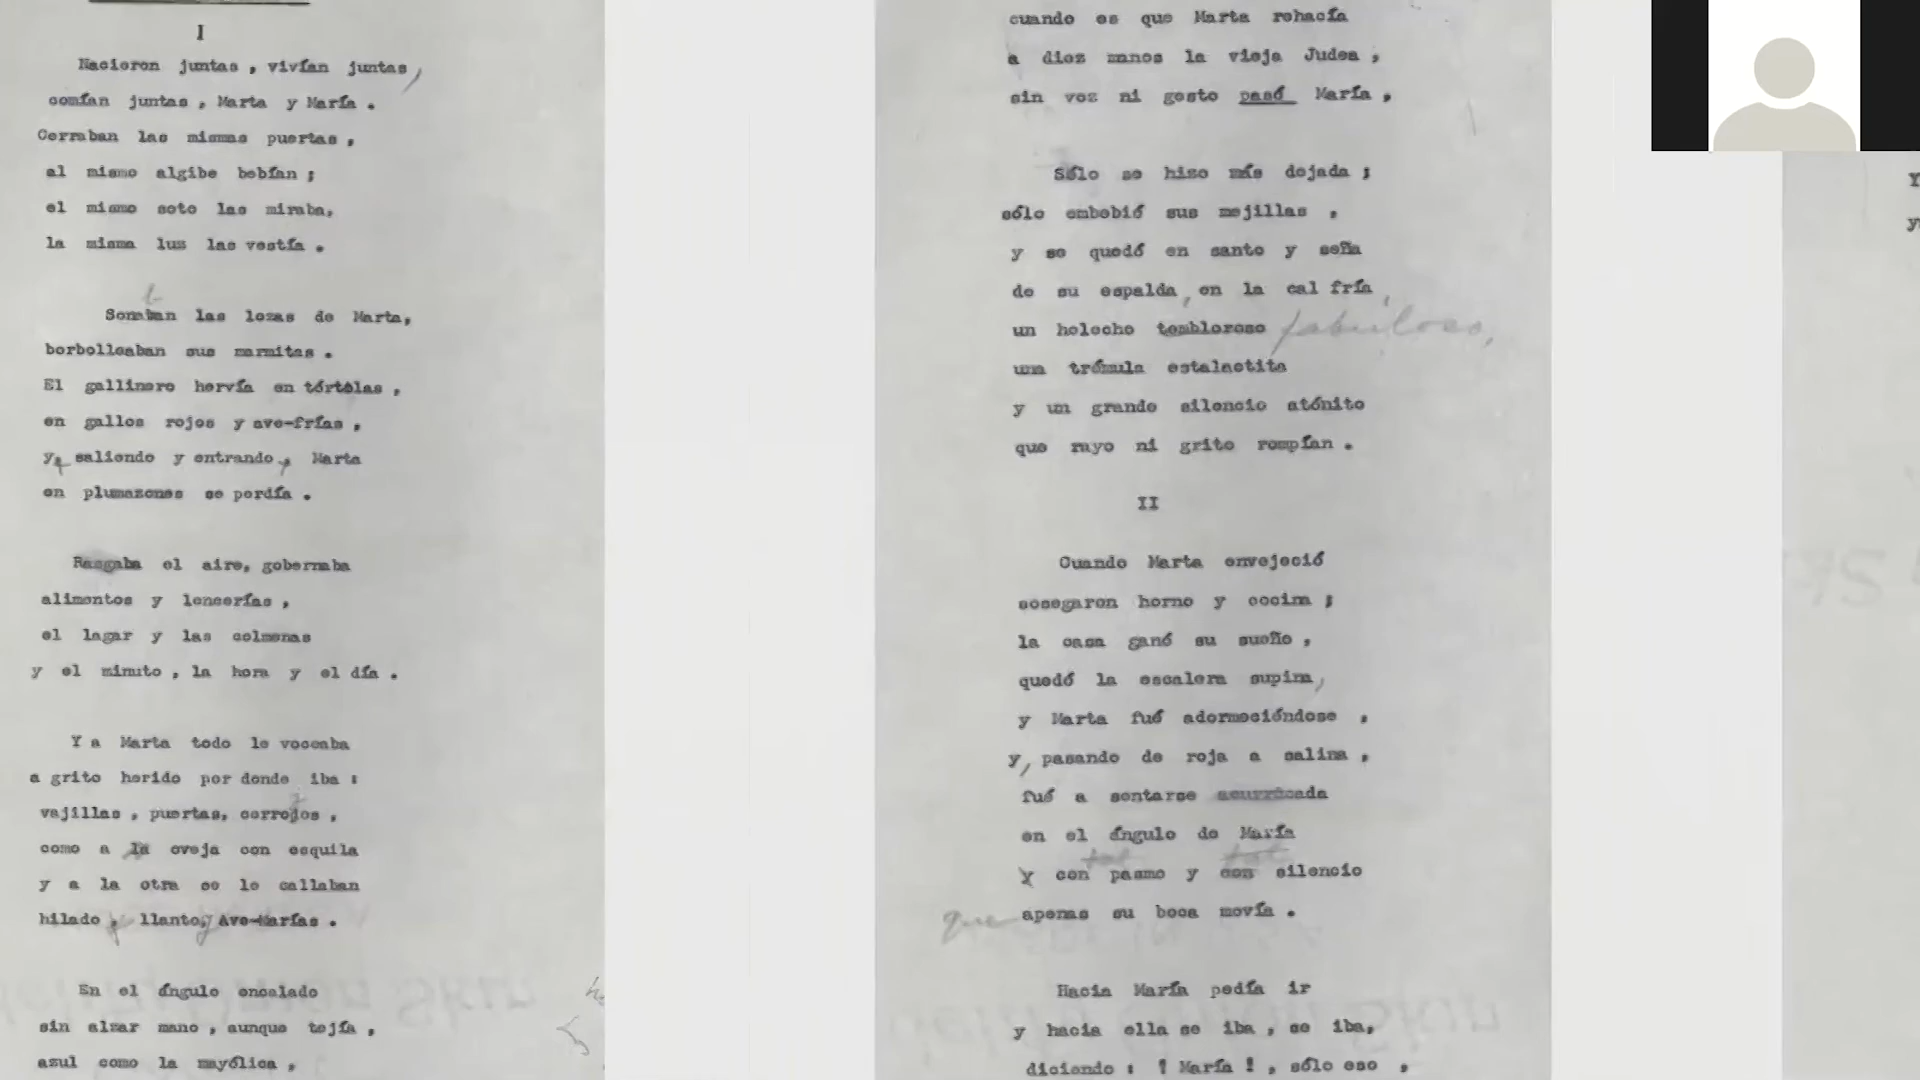 I
Nacieron juntas, vivían juntas,
comían juntas, Marta y María.
Cerraban las mismas puertas,
al mismo algibe bebían;
el mismo soto las miraba,
la misma luz las vestía.
Sonaban las lozas de Marta,
borbolleaban sus marmitas.
El gallinero hervía en tórtolas,
en gallos rojos y ave-frías,
y, saliendo y entrando, Marta
en plumazones se perdía.
Rasgaba el aire, gobernaba
alimentos y lencerías,
el lagar y las colmenas
y el minuto, la hora y el día.
Y a Marta todo le voceaba
a grito herido por donde iba:
vajillas, puertas, cerrojos,
como a la oveja con esquila
y a la otra se le callaban
hilado, llanto, y Ave-Marías.
En el ángulo encalado
sin alzar mano, aunque tejía,
azul como la mayólica,
cuando es que Marta rehacía
a diez manos la vieja Judea,
sin voz ni gesto pasó María,
Sólo se hizo más dejada;
sólo embebió sus mejillas,
y se quedó en santo y seña
de su espalda, en la cal fría,
un helecho tembloroso fabuloso,
una trémula estalactita
y un grande silencio atónito
que rayo ni grito rompían.
II
Cuando Marta envejeció
sosegaron horno y cocina;
la casa ganó su sueño,
quedó la escalera supina,
y Marta fué adormeciéndose,
y, pasando de roja a salina,
fué a sentarse acurrucada
en el ángulo de María
tal tal
Y con pasmo y con silencio
que apenas su boca movía.
Hacia María pedía ir
y hacia ella se iba, se iba,
diciendo: ¡María!, sólo eso,
Y
y